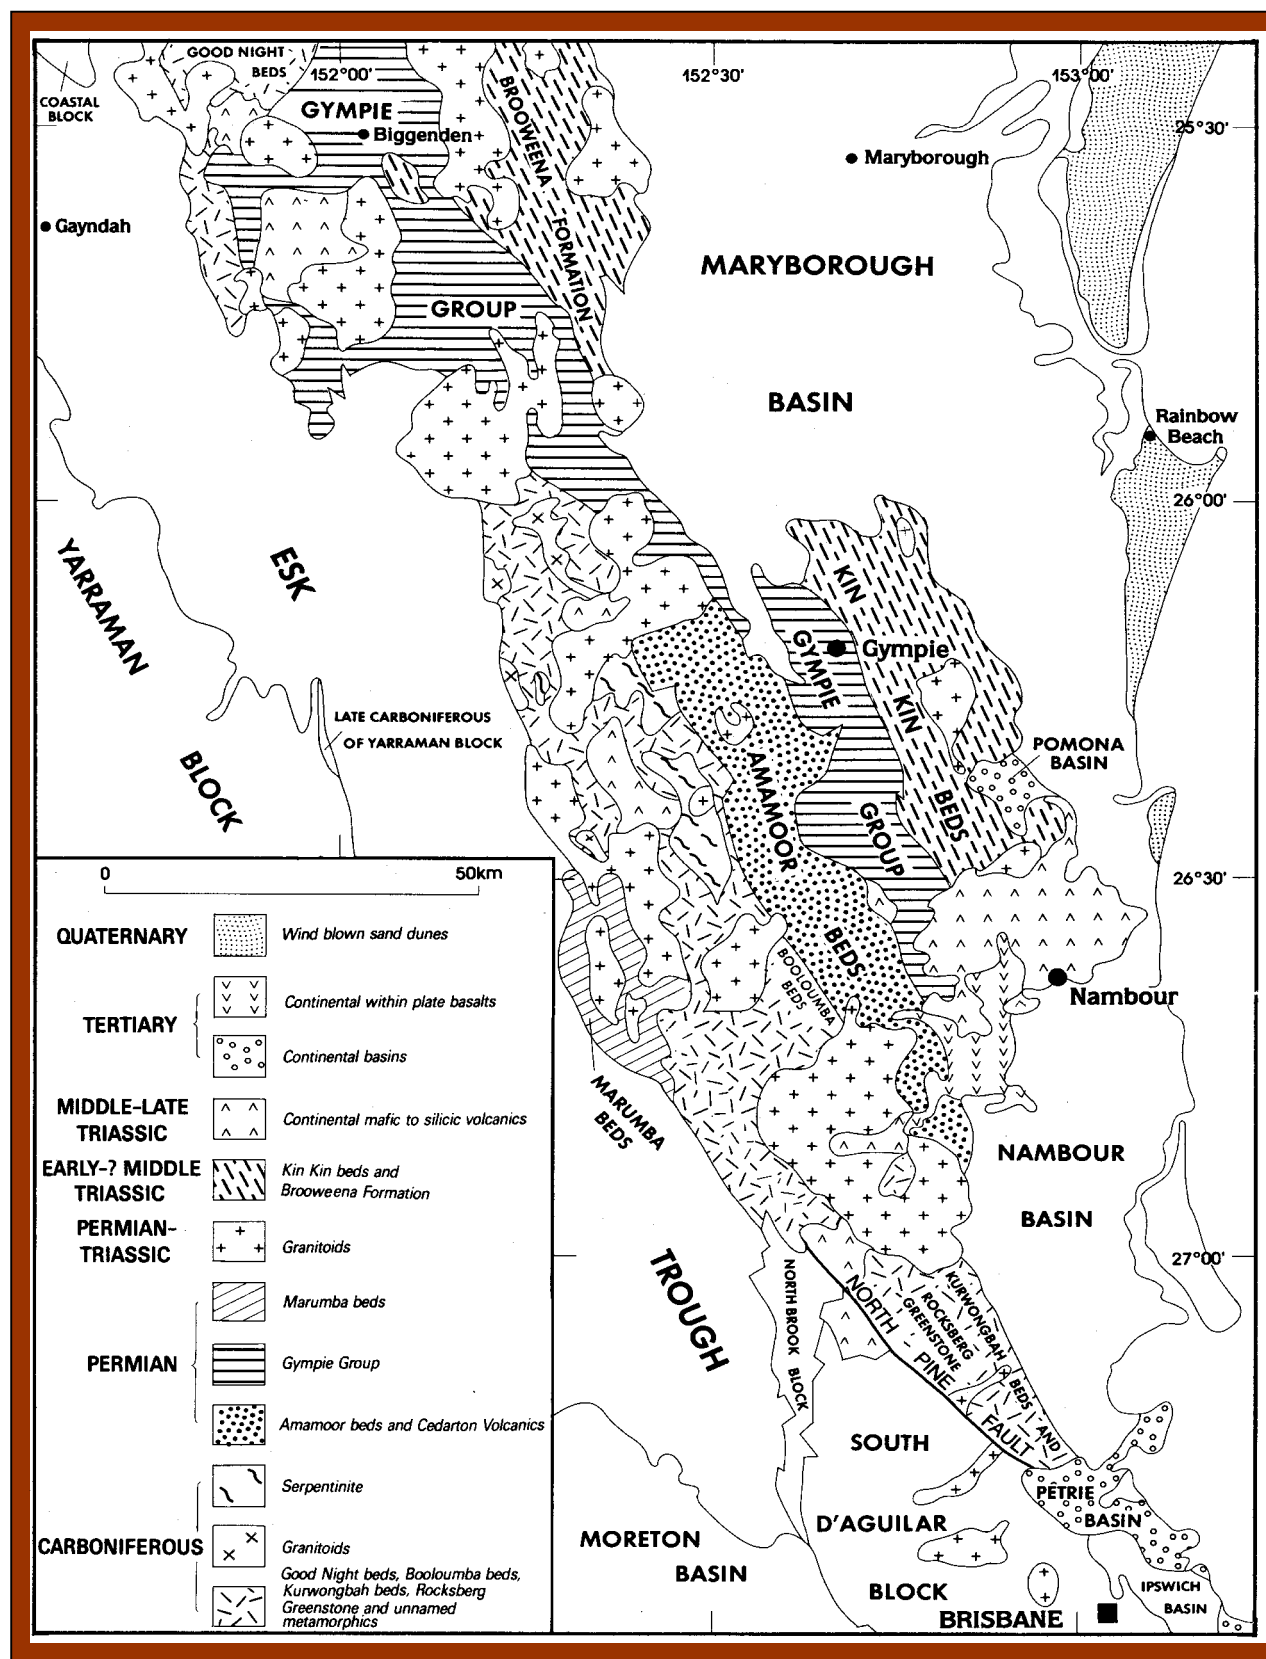 GOOD NIGHT
BEDS
152°00'
152°30'
153°00'
COASTAL
BLOCK
GYMPIE
Biggenden
BROOWEENA
FORMATION
25°30'
Maryborough
Gayndah
MARYBOROUGH
GROUP
BASIN
Rainbow
Beach
26°00'
YARRAMAN
BLOCK
ESK
TROUGH
KIN
KIN
BEDS
GYMPIE
GROUP
Gympie
LATE CARBONIFEROUS
OF YARRAMAN BLOCK
POMONA
BASIN
AMAMOOR
BEDS
26°30'
BOOLOUMBA
BEDS
Nambour
MARUMBA
BEDS
NAMBOUR
BASIN
27°00'
NORTH BROOK BLOCK
NORTH
PINE
FAULT
KURWONGBAH
BEDS AND
ROCKSBERG
GREENSTONE
SOUTH
D'AGUILAR
BLOCK
PETRIE
BASIN
MORETON
BASIN
IPSWICH
BASIN
BRISBANE
0 50km
QUATERNARY
Wind blown sand dunes
TERTIARY
Continental within plate basalts
Continental basins
MIDDLE-LATE
TRIASSIC
Continental mafic to silicic volcanics
EARLY-? MIDDLE
TRIASSIC
Kin Kin beds and
Brooweena Formation
PERMIAN-
TRIASSIC
Granitoids
PERMIAN
Marumba beds
Gympie Group
Amamoor beds and Cedarton Volcanics
CARBONIFEROUS
Serpentinite
Granitoids
Good Night beds, Booloumba beds,
Kurwongbah beds, Rocksberg
Greenstone and unnamed
metamorphics